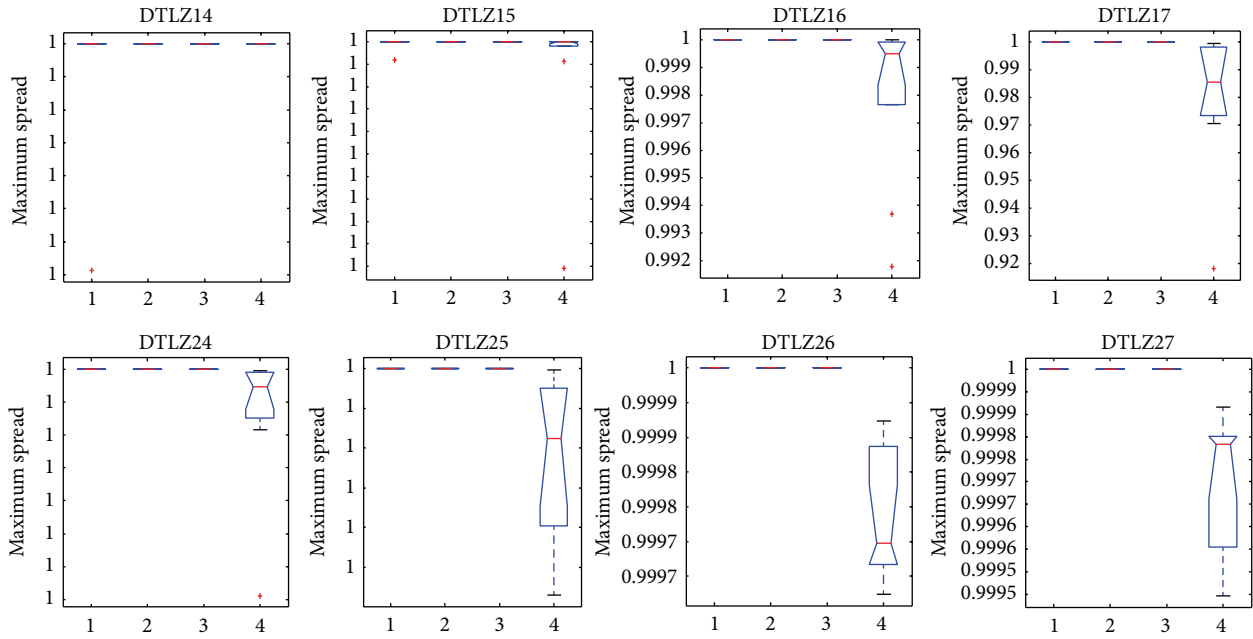 DTLZ14
Maximum spread
1
1
1
1
1
1
1
1
1 2 3 4
DTLZ15
Maximum spread
1
1
1
1
1
1
1
1
1
1
1
1 2 3 4
DTLZ16
Maximum spread
1
0.999
0.998
0.997
0.996
0.995
0.994
0.993
0.992
1 2 3 4
DTLZ17
Maximum spread
1
0.99
0.98
0.97
0.96
0.95
0.94
0.93
0.92
1 2 3 4
DTLZ24
Maximum spread
1
1
1
1
1
1
1
1
1 2 3 4
DTLZ25
Maximum spread
1
1
1
1
1
1
1 2 3 4
DTLZ26
Maximum spread
1
0.9999
0.9999
0.9998
0.9998
0.9997
0.9997
1 2 3 4
DTLZ27
Maximum spread
1
0.9999
0.9999
0.9998
0.9998
0.9997
0.9997
0.9996
0.9996
0.9995
0.9995
1 2 3 4